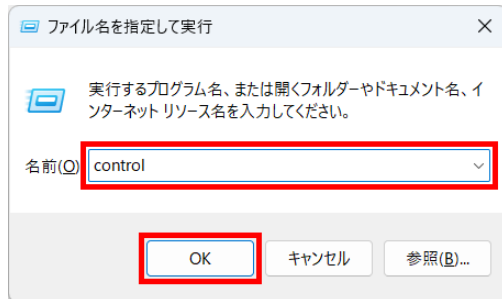 ファイル名を指定して実行
実行するプログラム名、または開くフォルダーやドキュメント名、イ
ンターネット リソース名を入力してください。
名前(O) control
OK キャンセル 参照(B)...